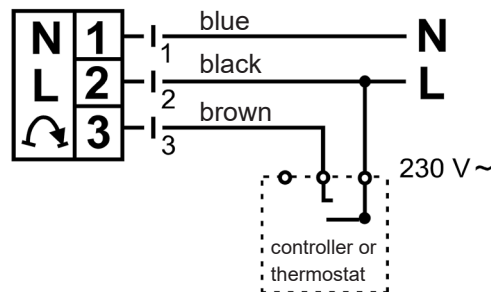 N 1 1 blue N
L 2 2 black L
3 3 brown
230 V ~
controller or
thermostat